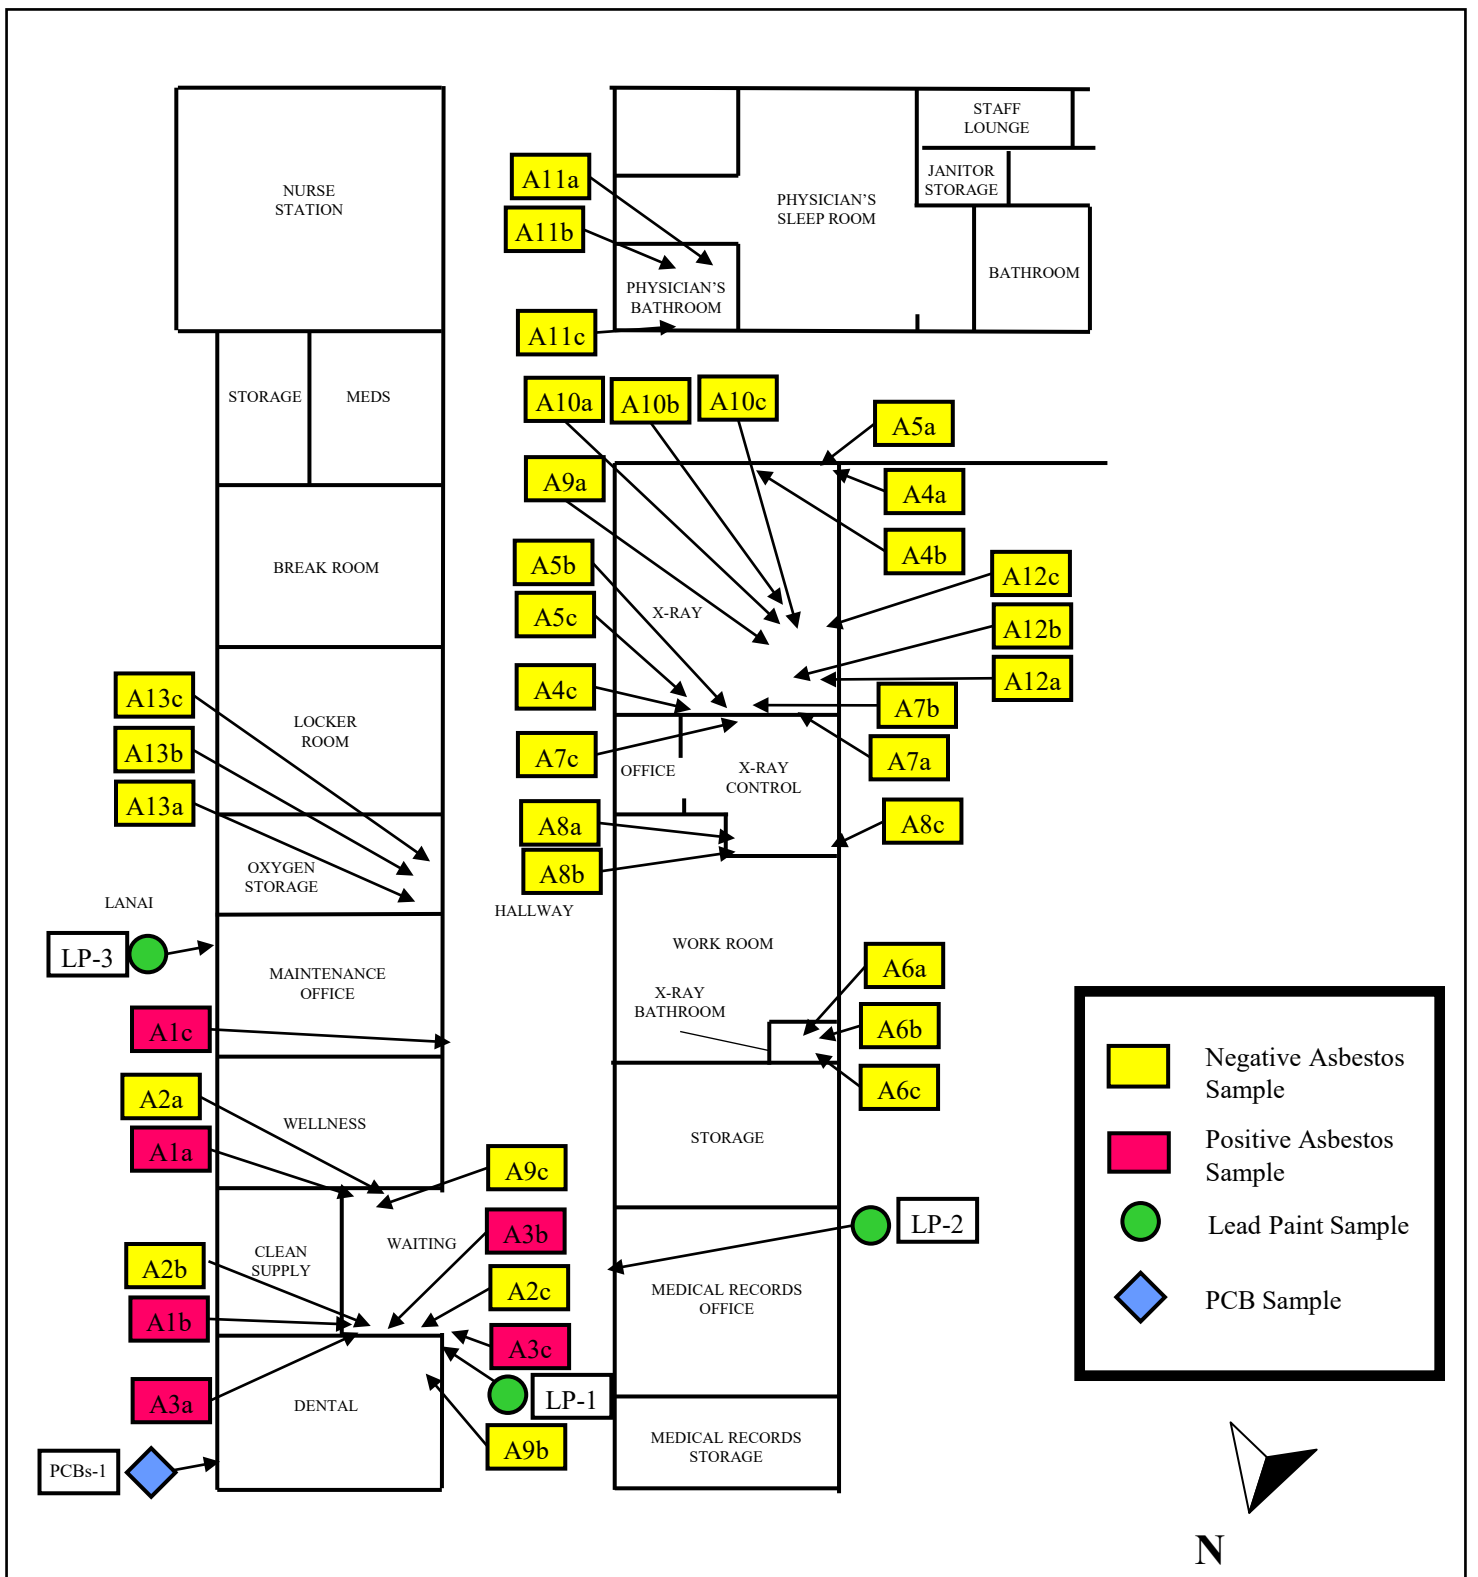 NURSE
STATION
STORAGE
MEDS
BREAK ROOM
LOCKER
ROOM
OXYGEN
STORAGE
LANAI
MAINTENANCE
OFFICE
WELLNESS
CLEAN
SUPPLY
WAITING
DENTAL
A13c
A13b
A13a
LP-3
A1c
A2a
A1a
A2b
A1b
A3a
PCBs-1
A9c
A3b
A2c
A3c
LP-1
A9b
HALLWAY
STAFF
LOUNGE
JANITOR
STORAGE
PHYSICIAN'S
SLEEP ROOM
BATHROOM
PHYSICIAN'S
BATHROOM
A11a
A11b
A11c
A10a
A10b
A10c
A5a
A9a
A4a
A4b
A5b
A12c
A5c
X-RAY
A12b
A4c
A12a
A7b
A7c
A7a
OFFICE
X-RAY
CONTROL
A8a
A8c
A8b
WORK ROOM
A6a
X-RAY
BATHROOM
A6b
A6c
STORAGE
LP-2
MEDICAL RECORDS
OFFICE
MEDICAL RECORDS
STORAGE
Negative Asbestos
Sample
Positive Asbestos
Sample
Lead Paint Sample
PCB Sample
N